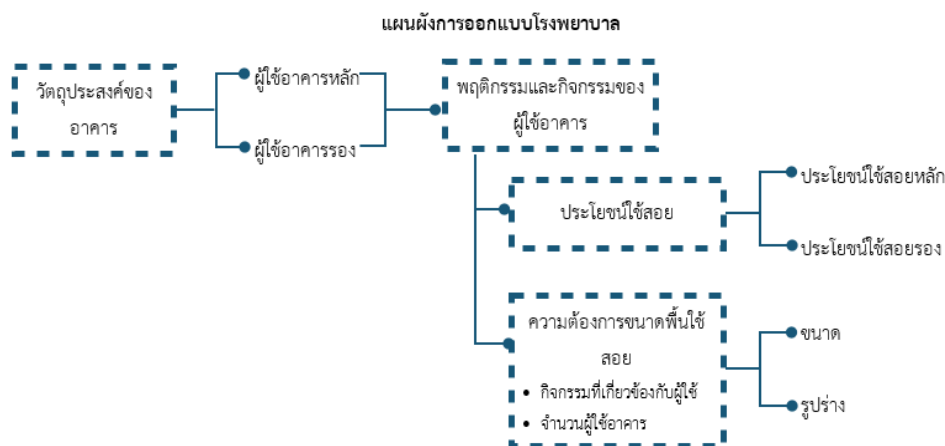 แผนผังการออกแบบโรงพยาบาล
วัตถุประสงค์ของ
อาคาร
ผู้ใช้อาคารหลัก
ผู้ใช้อาคารรอง
พฤติกรรมและกิจกรรมของ
ผู้ใช้อาคาร
ประโยชน์ใช้สอย
ประโยชน์ใช้สอยหลัก
ประโยชน์ใช้สอยรอง
ความต้องการขนาดพื้นใช้
สอย
• กิจกรรมที่เกี่ยวข้องกับผู้ใช้
• จำนวนผู้ใช้อาคาร
ขนาด
รูปร่าง